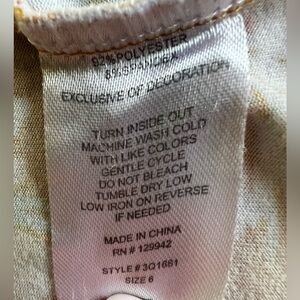 92% POLYESTER
8% SPANDEX
EXCLUSIVE OF DECORATION
TURN INSIDE OUT
MACHINE WASH COLD
WITH LIKE COLORS
GENTLE CYCLE
DO NOT BLEACH
TUMBLE DRY LOW
LOW IRON ON REVERSE
IF NEEDED
MADE IN CHINA
RN # 129942
STYLE # 3Q1661
SIZE 6